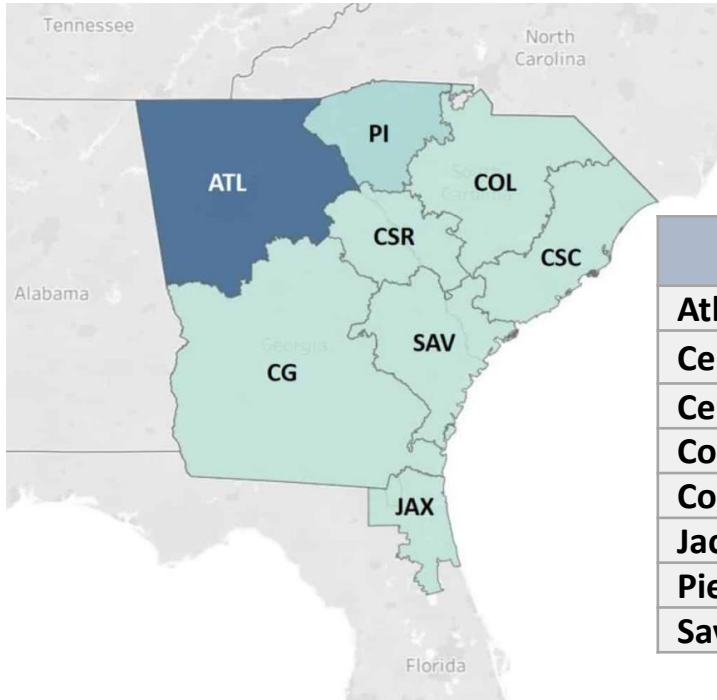 Tennessee
North
Carolina
PI
ATL
COL
CSR
CSC
Alabama
SAV
Georgia
CG
JAX
Florida
Atl
Ce
Ce
Co
Co
Jac
Pie
Sav